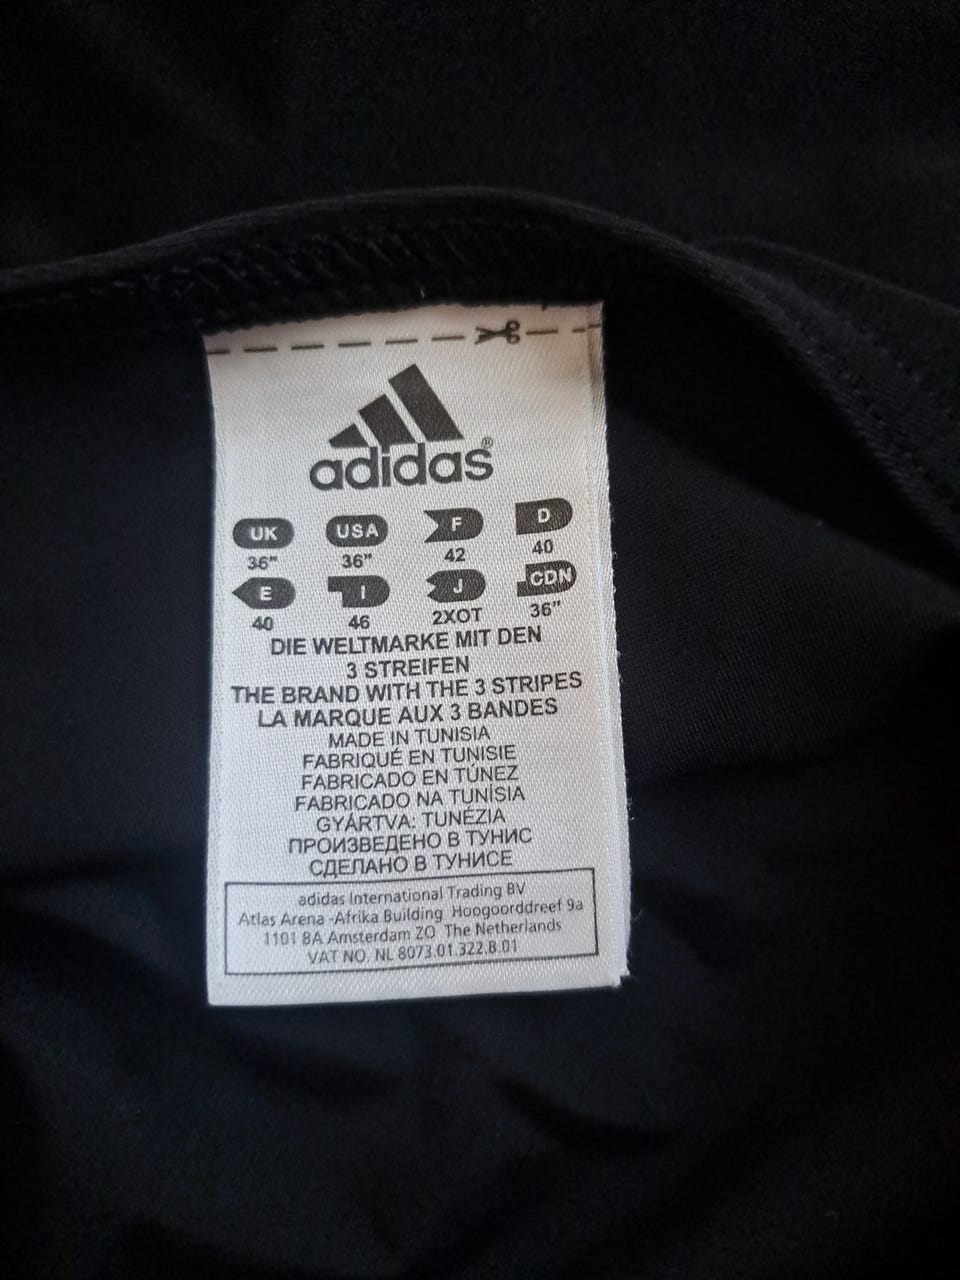 adidas®
UK USA F D
36" 36" 42 40
E I J CDN
40 46 2XOT 36"
DIE WELTMARKE MIT DEN
3 STREIFEN
THE BRAND WITH THE 3 STRIPES
LA MARQUE AUX 3 BANDES
MADE IN TUNISIA
FABRIQUÉ EN TUNISIE
FABRICADO EN TÚNEZ
FABRICADO NA TUNÍSIA
GYÁRTVA: TUNÉZIA
ПРОИЗВЕДЕНО В ТУНИС
СДЕЛАНО В ТУНИСЕ
adidas International Trading BV
Atlas Arena -Afrika Building Hoogoorddreef 9a
1101 BA Amsterdam ZO The Netherlands
VAT NO. NL 8073.01.322.B.01